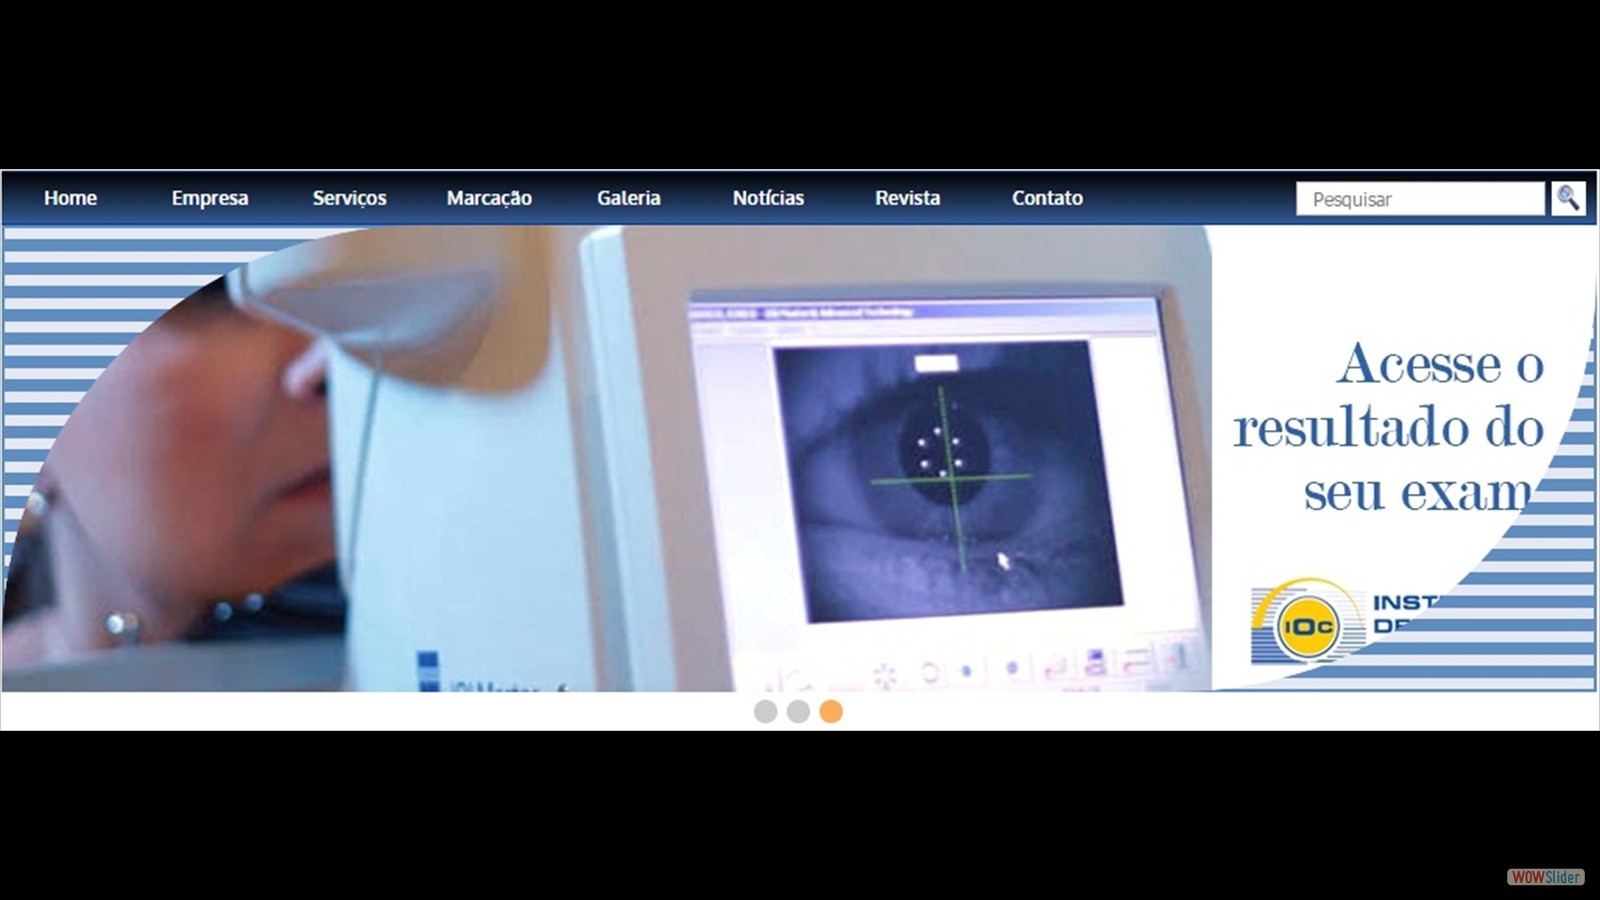 Home Empresa Serviços Marcação Galeria Notícias Revista Contato Pesquisar
Acesse o
resultado do
seu exam
IOC
INST
DE
WOWSlider